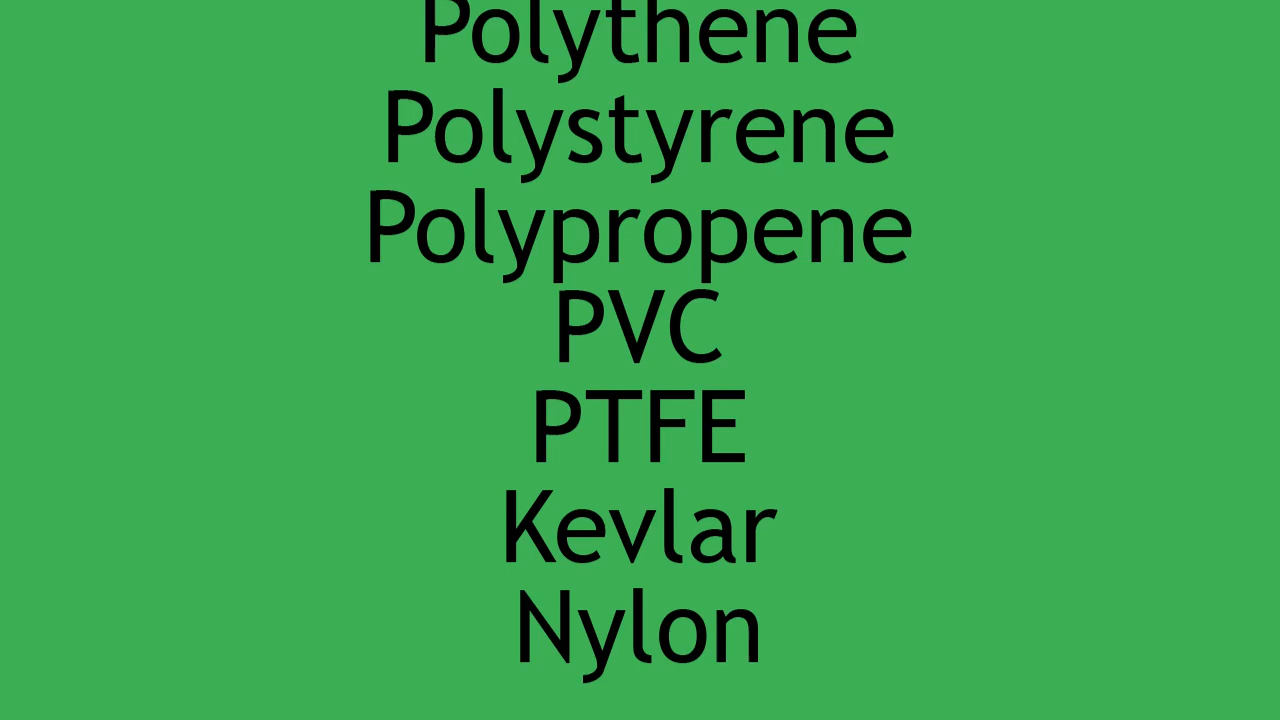 Polythene
Polystyrene
Polypropene
PVC
PTFE
Kevlar
Nylon